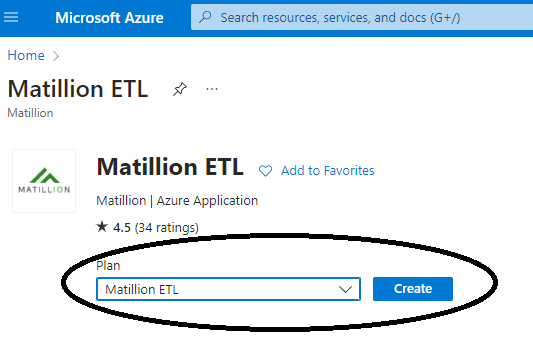 Microsoft Azure
Search resources, services, and docs (G+/)
Home
Matillion ETL
Matillion
MATILLION
Matillion ETL
Add to Favorites
Matillion | Azure Application
4.5 (34 ratings)
Plan
Matillion ETL
Create